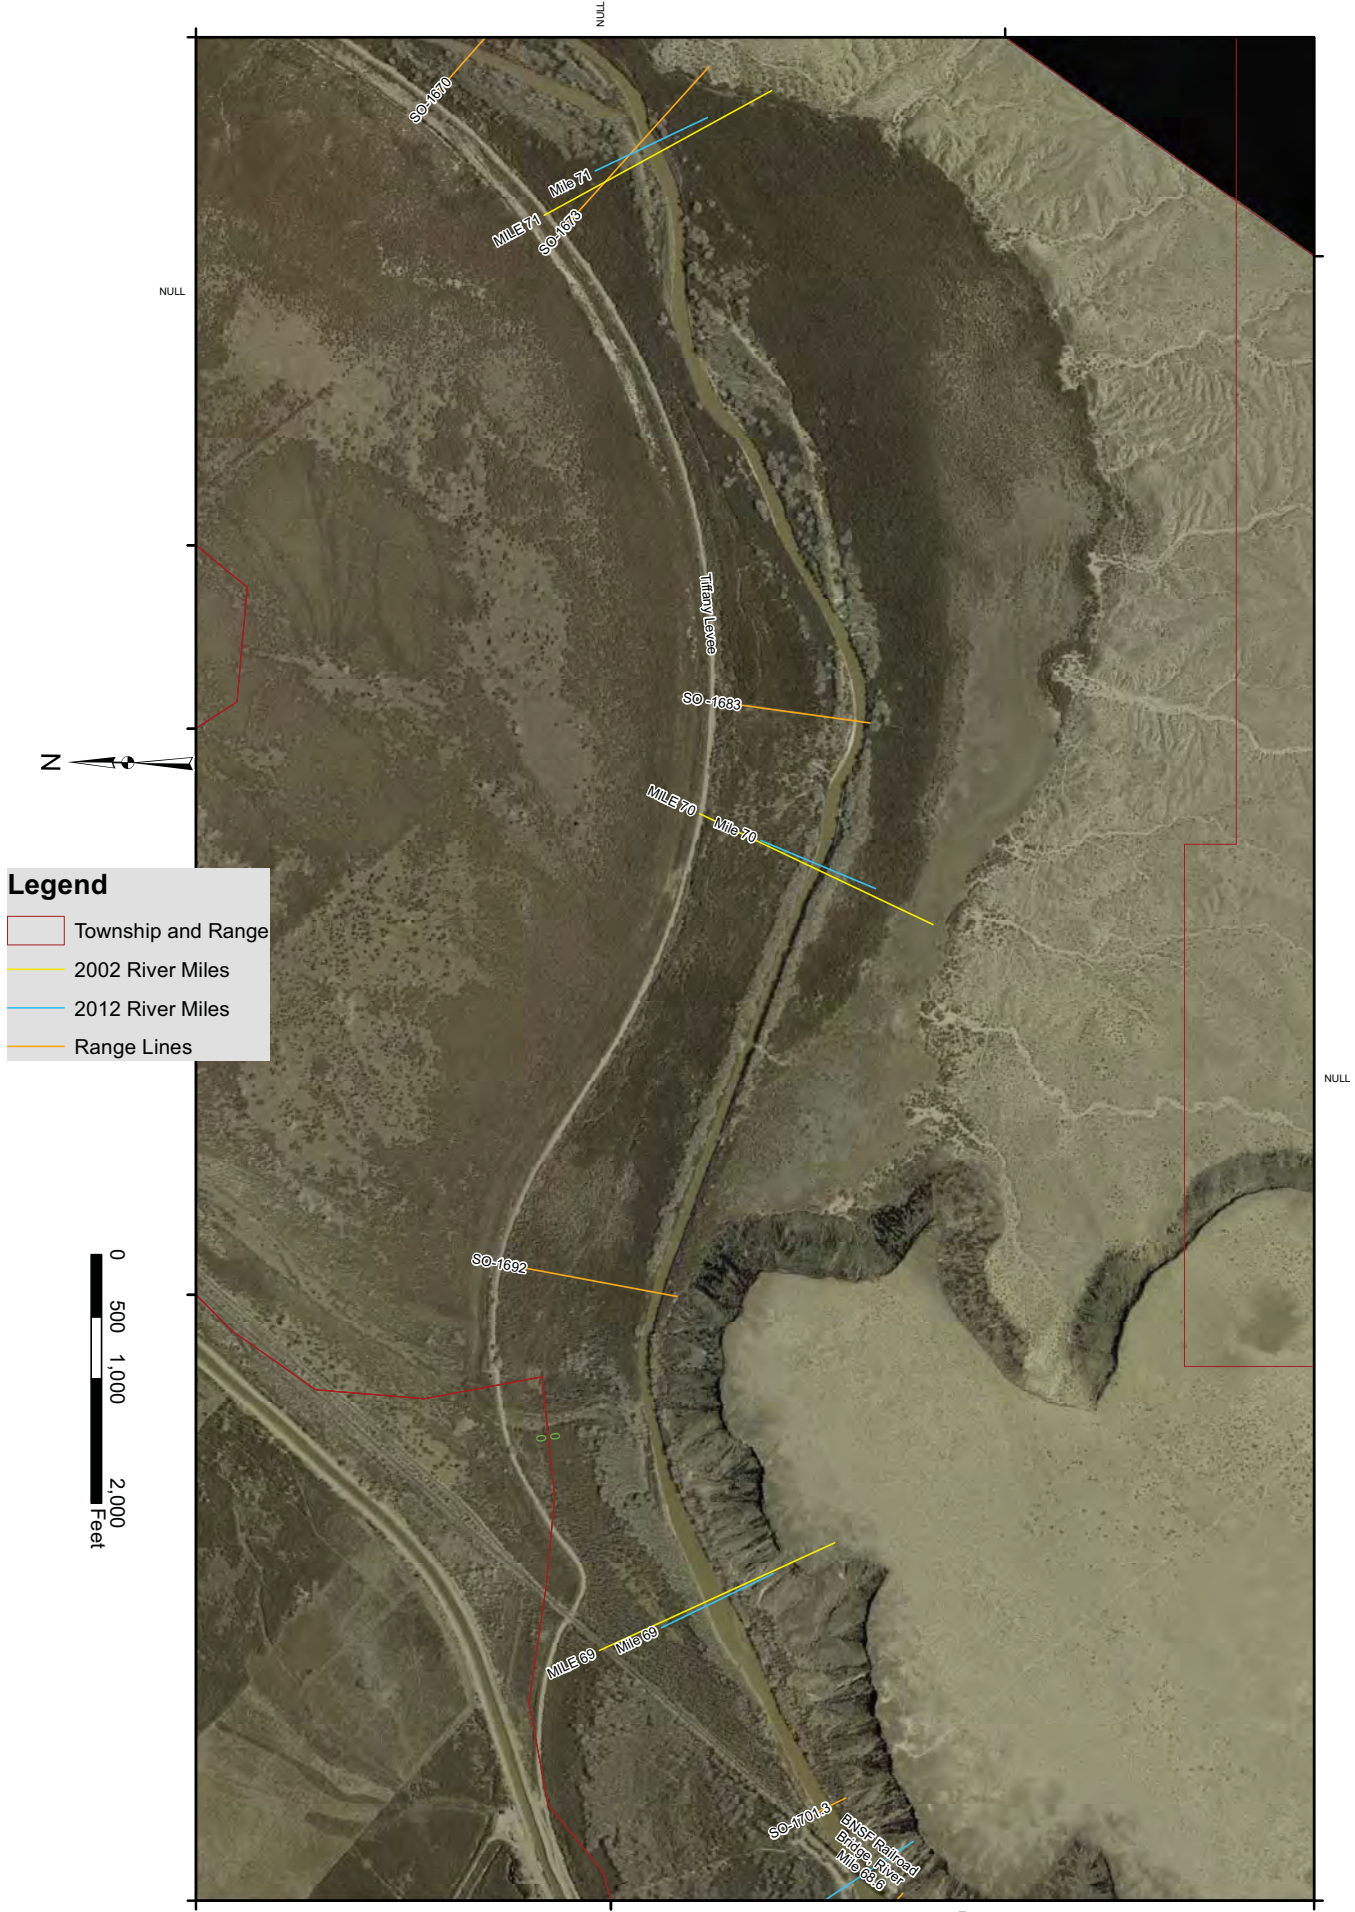 NULL
SO-1670
Mile 71
MILE 71
SO-1673
NULL
Tiffany Levee
SO -1683
N
MILE 70
Mile 70
Legend
Township and Range
2002 River Miles
2012 River Miles
Range Lines
NULL
0
500
1,000
2,000
Feet
SO-1692
0
0
MILE 69
Mile 69
SO-1701.3
BNSF Railroad
Bridge, River
Mile 68.6